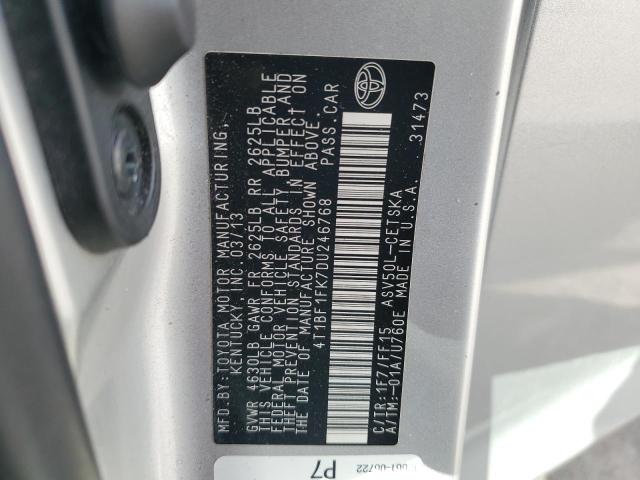 MFD.BY:TOYOTA MOTOR MANUFACTURING,
KENTUCKY, INC. 03/13
GVWR 4630LB GAWR FR 2625LB RR 2625LB
THIS VEHICLE CONFORMS TO ALL APPLICABLE
FEDERAL MOTOR VEHICLE SAFETY, BUMPER AND
THEFT PREVENTION STANDARDS IN EFFECT ON
THE DATE OF MANUFACTURE SHOWN ABOVE.
4T1BF1FK7DU246768 PASS.CAR
C/TR:1F7/FF15 ASV50L-CETSKA
A/TM:-01A/U760E MADE IN U.S.A.
31473
P7